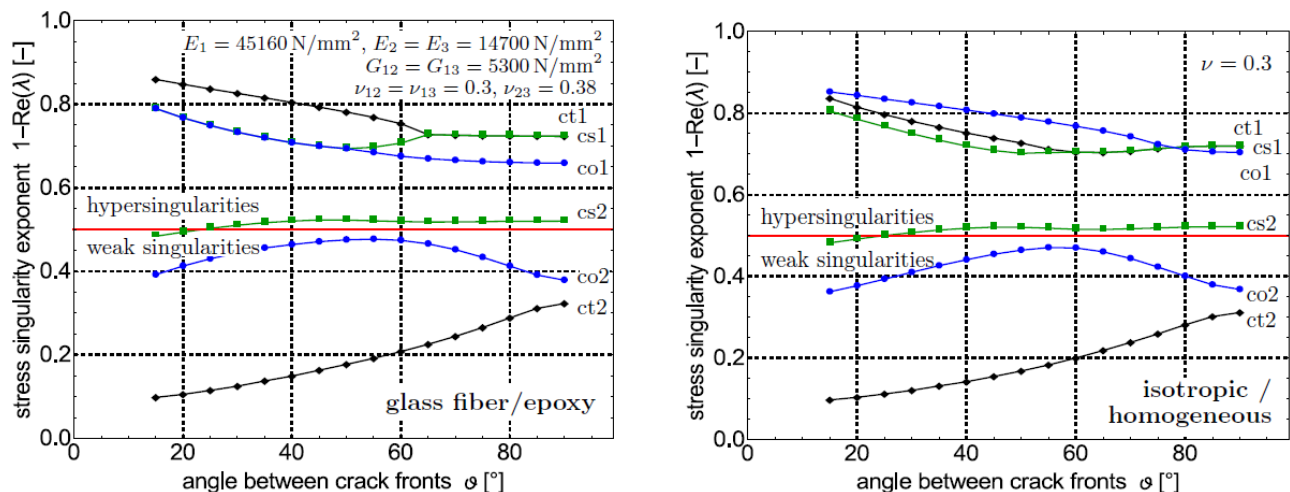 1.0
0.8
0.6
0.4
0.2
0.0
stress singularity exponent 1−Re(λ) [−]
E₁ = 45160 N/mm², E₂ = E₃ = 14700 N/mm²
G₁₂ = G₁₃ = 5300 N/mm²
ν₁₂ = ν₁₃ = 0.3, ν₂₃ = 0.38
ct1
cs1
co1
hypersingularities
cs2
weak singularities
co2
ct2
glass fiber/epoxy
0 20 40 60 80
angle between crack fronts ϑ [°]
1.0
0.8
0.6
0.4
0.2
0.0
stress singularity exponent 1−Re(λ) [−]
ν = 0.3
ct1
cs1
co1
hypersingularities
cs2
weak singularities
co2
ct2
isotropic /
homogeneous
0 20 40 60 80
angle between crack fronts ϑ [°]